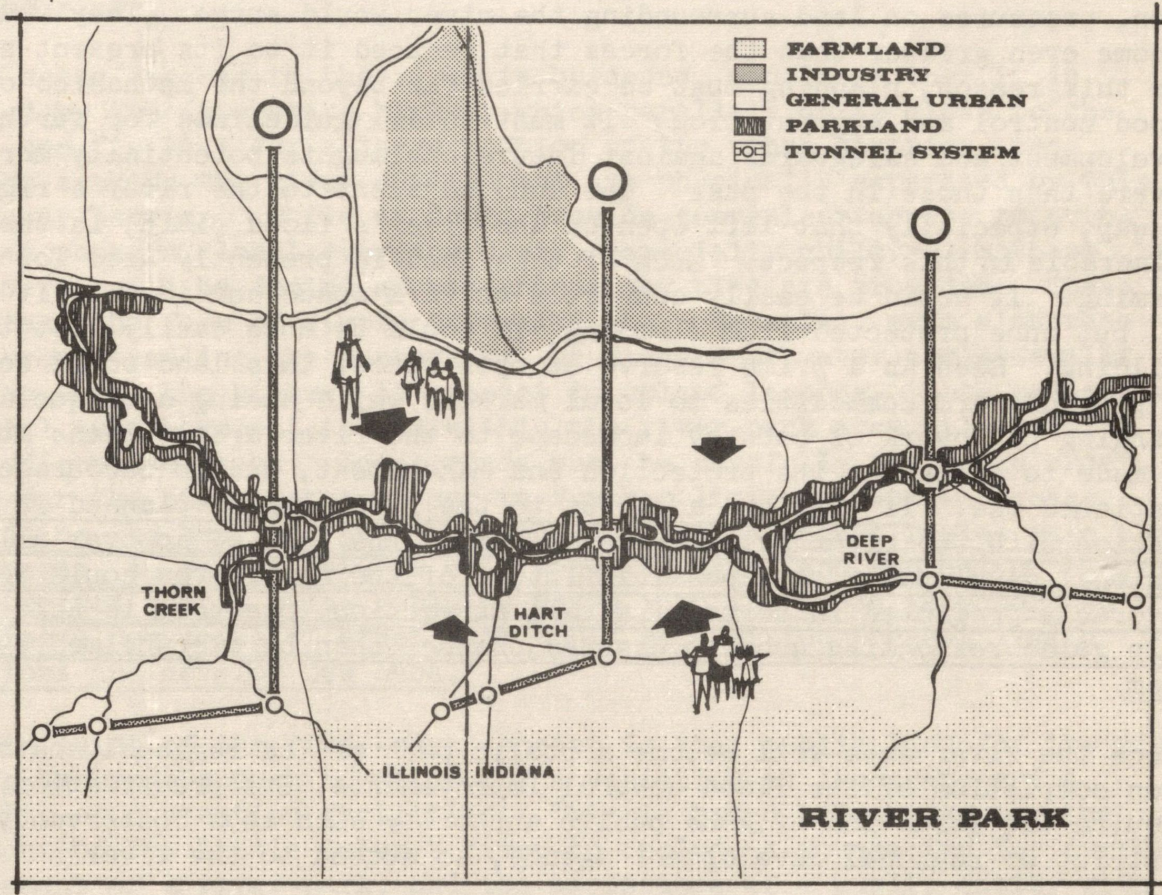 FARMLAND
INDUSTRY
GENERAL URBAN
PARKLAND
TUNNEL SYSTEM
DEEP
RIVER
THORN
CREEK
HART
DITCH
ILLINOIS INDIANA
RIVER PARK